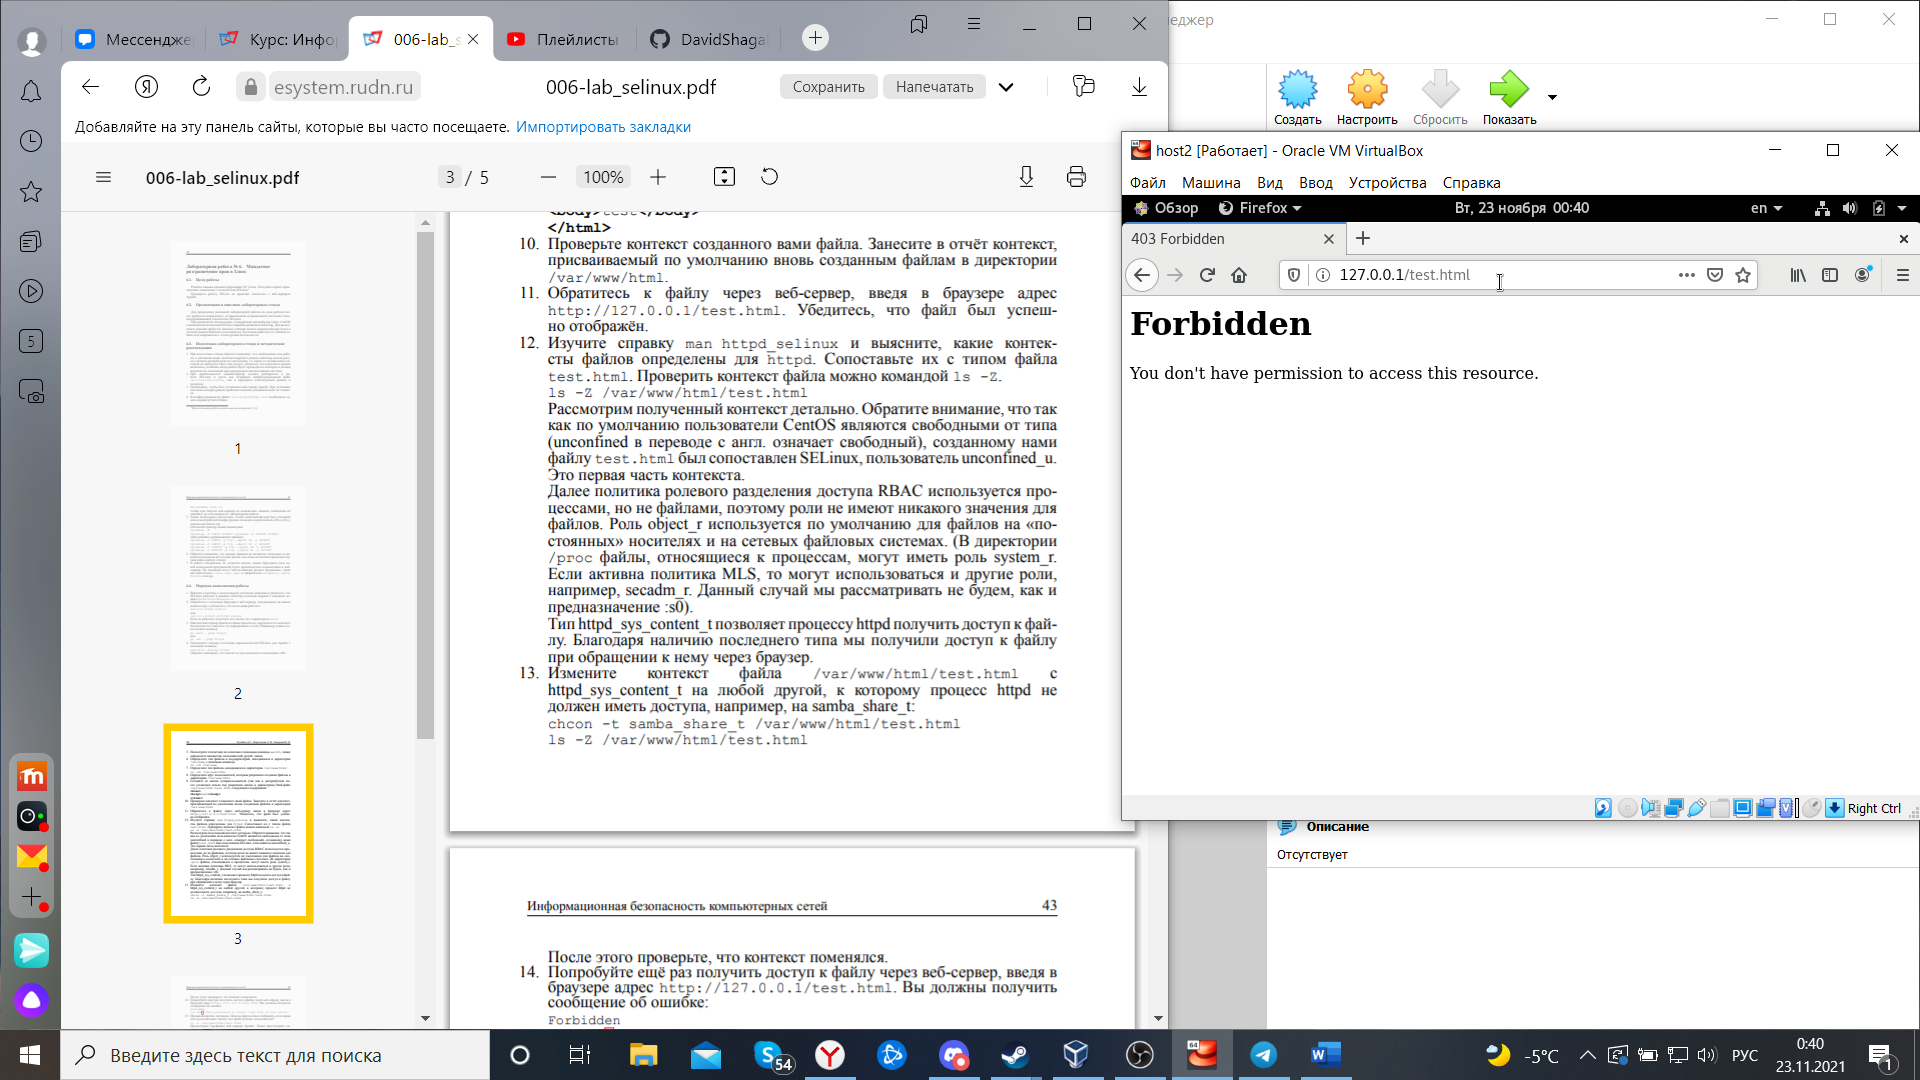 Мессендже
Курс: Инфо
006-lab_s
Плейлисты
DavidShaga
еджер
esystem.rudn.ru
006-lab_selinux.pdf
Сохранить
Напечатать
Добавляйте на эту панель сайты, которые вы часто посещаете. Импортировать закладки
006-lab_selinux.pdf
3 / 5
100%
Создать
Настроить
Сбросить
Показать
5
1
2
3
<body>test</body>
</html>
10. Проверьте контекст созданного вами файла. Занесите в отчёт контекст,
присваиваемый по умолчанию вновь созданным файлам в директории
/var/www/html.
11. Обратитесь к файлу через веб-сервер, введя в браузере адрес
http://127.0.0.1/test.html. Убедитесь, что файл был успеш-
но отображён.
12. Изучите справку man httpd_selinux и выясните, какие контек-
сты файлов определены для httpd. Сопоставьте их с типом файла
test.html. Проверить контекст файла можно командой ls -Z.
ls -Z /var/www/html/test.html
Рассмотрим полученный контекст детально. Обратите внимание, что так
как по умолчанию пользователи CentOS являются свободными от типа
(unconfined в переводе с англ. означает свободный), созданному нами
файлу test.html был сопоставлен SELinux, пользователь unconfined_u.
Это первая часть контекста.
Далее политика ролевого разделения доступа RBAC используется про-
цессами, но не файлами, поэтому роли не имеют никакого значения для
файлов. Роль object_r используется по умолчанию для файлов на «по-
стоянных» носителях и на сетевых файловых системах. (В директории
/proc файлы, относящиеся к процессам, могут иметь роль system_r.
Если активна политика MLS, то могут использоваться и другие роли,
например, secadm_r. Данный случай мы рассматривать не будем, как и
предназначение :s0).
Тип httpd_sys_content_t позволяет процессу httpd получить доступ к фай-
лу. Благодаря наличию последнего типа мы получили доступ к файлу
при обращении к нему через браузер.
13. Измените контекст файла /var/www/html/test.html с
httpd_sys_content_t на любой другой, к которому процесс httpd не
должен иметь доступа, например, на samba_share_t:
chcon -t samba_share_t /var/www/html/test.html
ls -Z /var/www/html/test.html
Информационная безопасность компьютерных сетей 43
После этого проверьте, что контекст поменялся.
14. Попробуйте ещё раз получить доступ к файлу через веб-сервер, введя в
браузере адрес http://127.0.0.1/test.html. Вы должны получить
сообщение об ошибке:
Forbidden
host2 [Работает] - Oracle VM VirtualBox
Файл Машина Вид Ввод Устройства Справка
Обзор Firefox
Вт, 23 ноября 00:40
en
403 Forbidden
127.0.0.1/test.html
Forbidden
You don't have permission to access this resource.
Right Ctrl
Описание
Отсутствует
Введите здесь текст для поиска
54
-5°C
РУС
0:40
23.11.2021
1